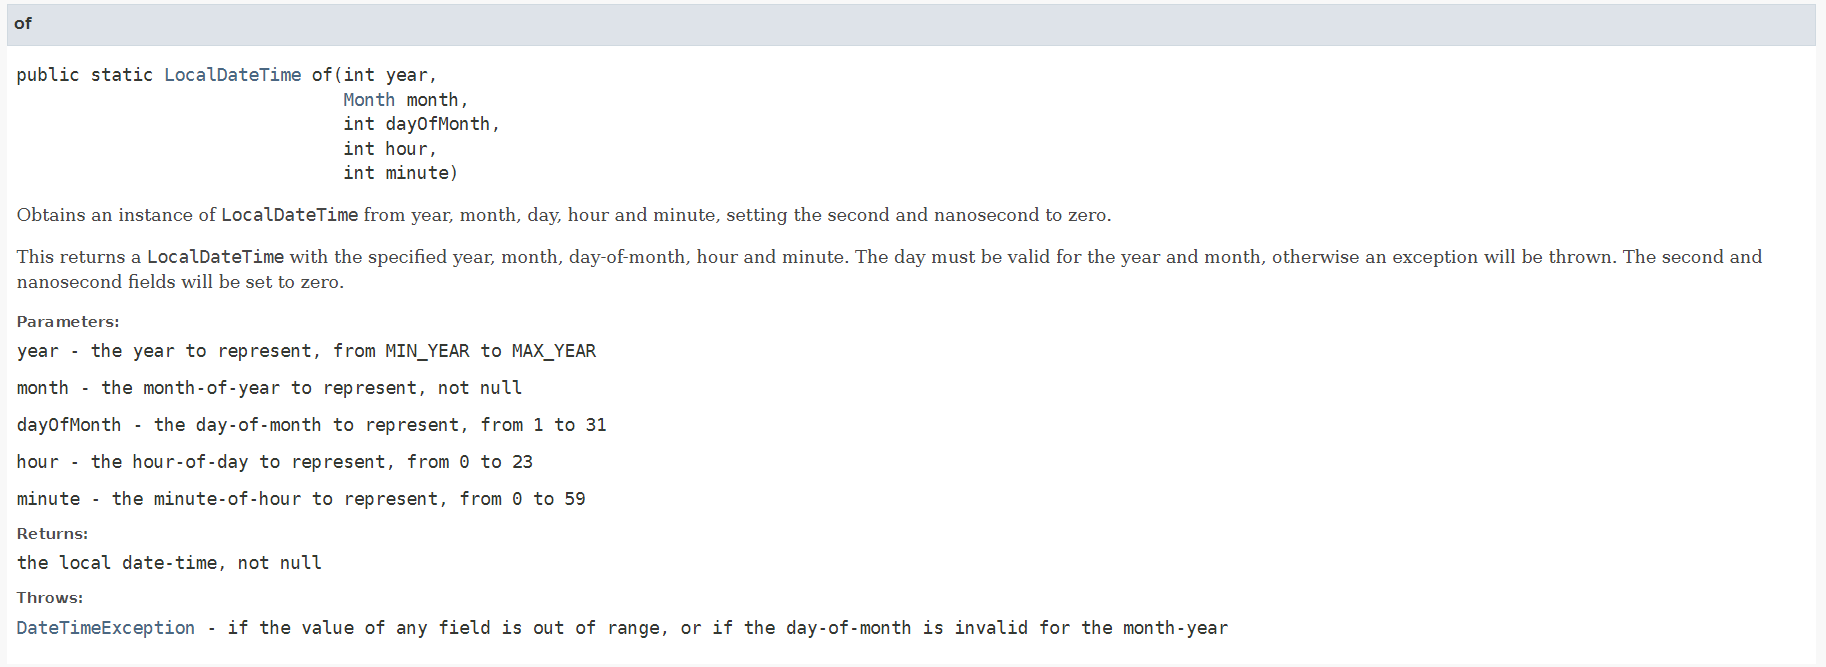 of
public static LocalDateTime of(int year,
Month month,
int dayOfMonth,
int hour,
int minute)
Obtains an instance of LocalDateTime from year, month, day, hour and minute, setting the second and nanosecond to zero.
This returns a LocalDateTime with the specified year, month, day-of-month, hour and minute. The day must be valid for the year and month, otherwise an exception will be thrown. The second and
nanosecond fields will be set to zero.
Parameters:
year - the year to represent, from MIN_YEAR to MAX_YEAR
month - the month-of-year to represent, not null
dayOfMonth - the day-of-month to represent, from 1 to 31
hour - the hour-of-day to represent, from 0 to 23
minute - the minute-of-hour to represent, from 0 to 59
Returns:
the local date-time, not null
Throws:
DateTimeException - if the value of any field is out of range, or if the day-of-month is invalid for the month-year